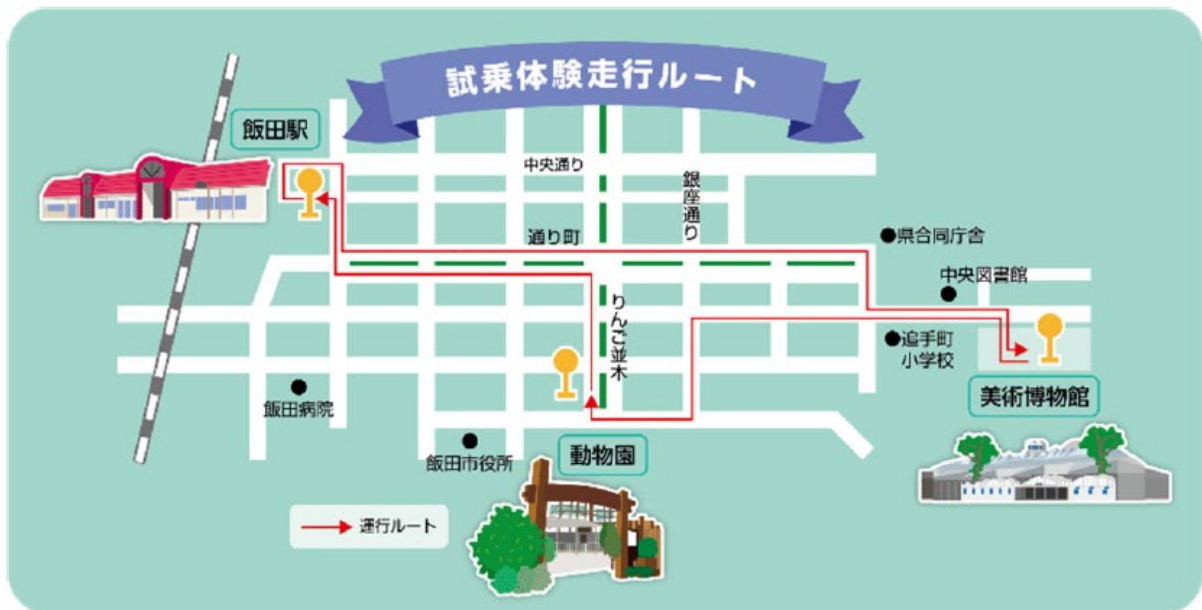 試乗体験走行ルート
飯田駅
中央通り
銀座通り
通り町
県合同庁舎
中央図書館
りんご並木
追手町
小学校
飯田病院
美術博物館
飯田市役所
動物園
運行ルート